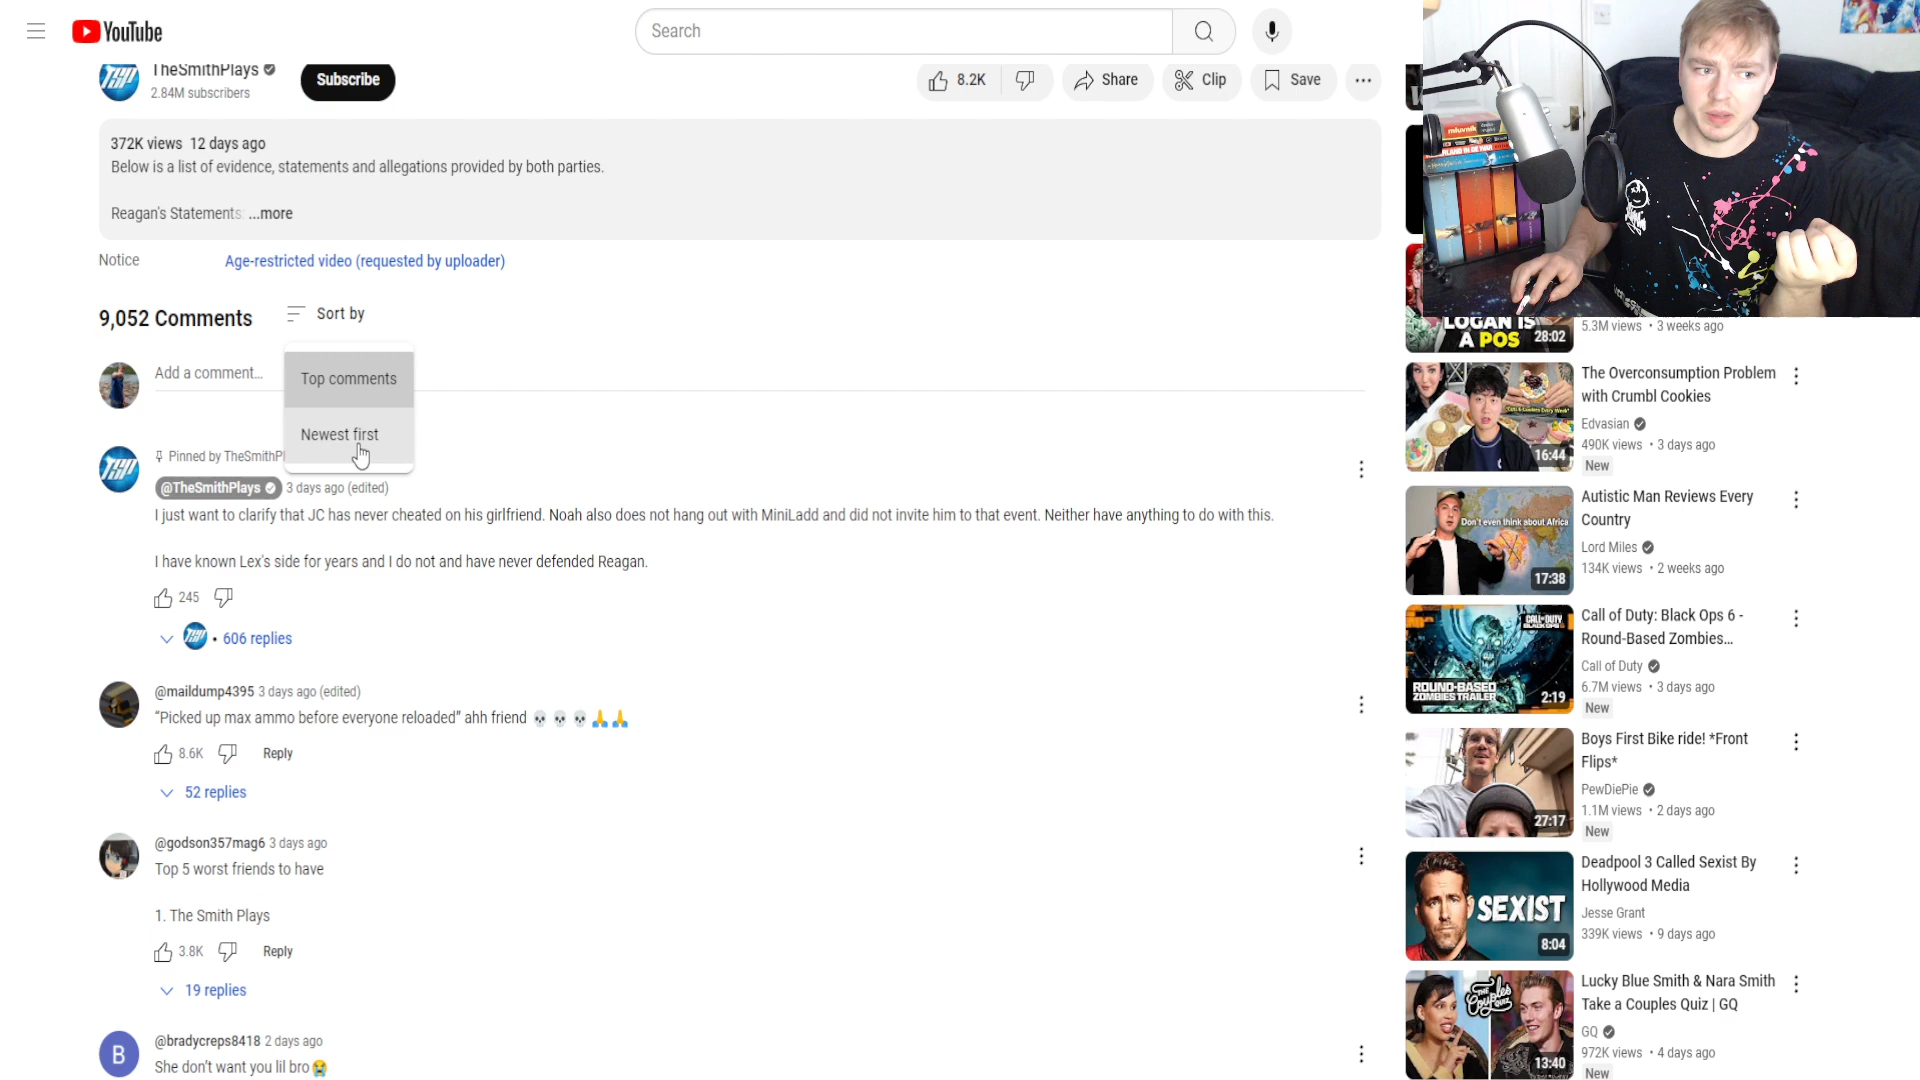 YouTube
Search
TheSmithPlays
2.84M subscribers
Subscribe
8.2K
Share
Clip
Save
372K views 12 days ago
Below is a list of evidence, statements and allegations provided by both parties.
Reagan's Statements: ...more
Notice
Age-restricted video (requested by uploader)
9,052 Comments
Sort by
Add a comment...
Top comments
Newest first
Pinned by TheSmithPl
@TheSmithPlays 3 days ago (edited)
I just want to clarify that JC has never cheated on his girlfriend. Noah also does not hang out with MiniLadd and did not invite him to that event. Neither have anything to do with this.
I have known Lex's side for years and I do not and have never defended Reagan.
245
606 replies
@maildump4395 3 days ago (edited)
“Picked up max ammo before everyone reloaded” ahh friend 💀 💀 💀 🙏 🙏
8.6K
Reply
52 replies
@godson357mag6 3 days ago
Top 5 worst friends to have
1. The Smith Plays
3.8K
Reply
19 replies
B
@bradycreps8418 2 days ago
She don't want you lil bro 😭
LOGAN IS
A POS
28:02
5.3M views • 3 weeks ago
16:44
The Overconsumption Problem
with Crumbl Cookies
Edvasian
490K views • 3 days ago
New
Don't even think about Africa
17:38
Autistic Man Reviews Every
Country
Lord Miles
134K views • 2 weeks ago
CALL OF DUTY
BLACK OPS 6
ROUND-BASED
ZOMBIES TRAILER
2:19
Call of Duty: Black Ops 6 -
Round-Based Zombies...
Call of Duty
6.7M views • 3 days ago
New
27:17
Boys First Bike ride! *Front
Flips*
PewDiePie
1.1M views • 2 days ago
New
SEXIST
8:04
Deadpool 3 Called Sexist By
Hollywood Media
Jesse Grant
339K views • 9 days ago
THE
Couples
QUIZ
13:40
Lucky Blue Smith & Nara Smith
Take a Couples Quiz | GQ
GQ
972K views • 4 days ago
New